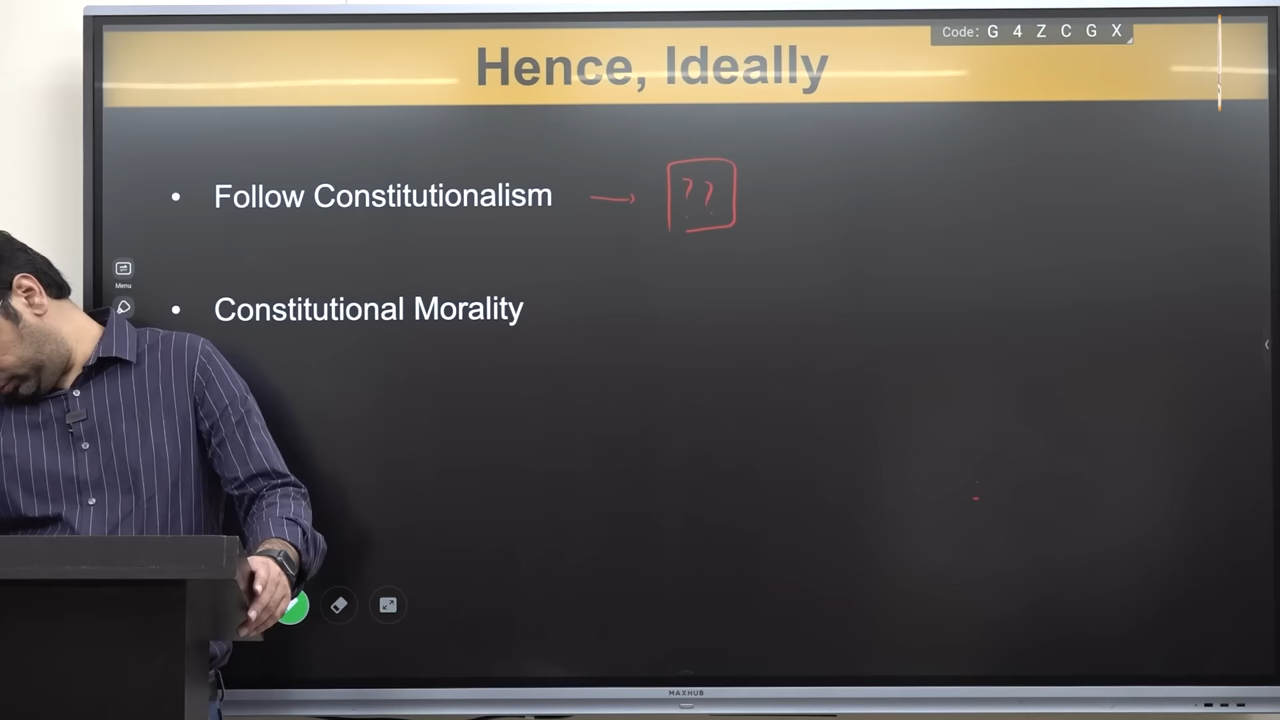 Code: G 4 Z C G X
Hence, Ideally
• Follow Constitutionalism → ??
Menu
• Constitutional Morality
MAXHUB